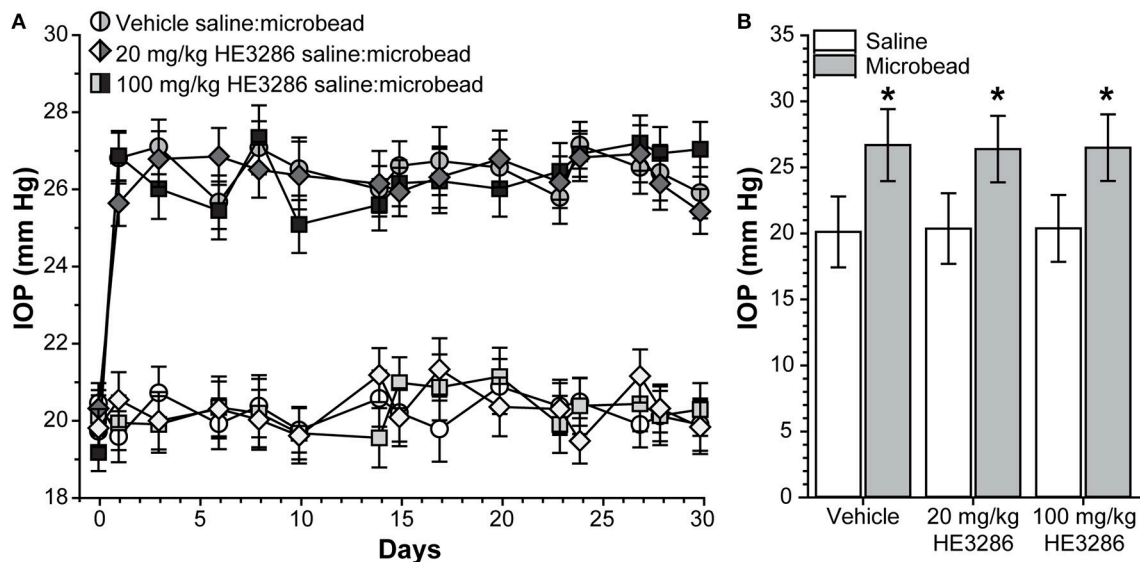 A
Vehicle saline:microbead
20 mg/kg HE3286 saline:microbead
100 mg/kg HE3286 saline:microbead
IOP (mm Hg)
30
28
26
24
22
20
18
0 5 10 15 20 25 30
Days
B
Saline
Microbead
* * *
IOP (mm Hg)
35
30
25
20
15
10
5
0
Vehicle 20 mg/kg 100 mg/kg
HE3286 HE3286